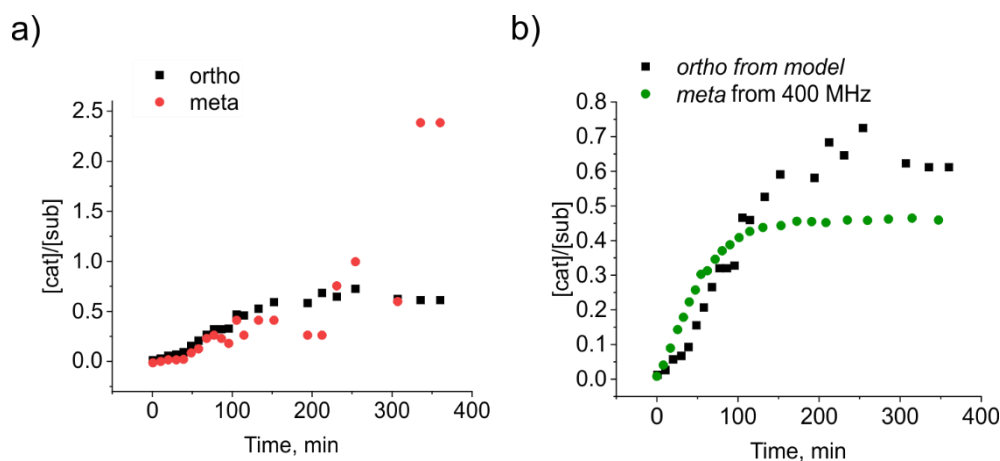 a)
ortho
meta
[cat]/[sub]
2.5
2.0
1.5
1.0
0.5
0.0
0
100
200
300
400
Time, min
b)
ortho from model
meta from 400 MHz
[cat]/[sub]
0.8
0.7
0.6
0.5
0.4
0.3
0.2
0.1
0.0
0
100
200
300
400
Time, min